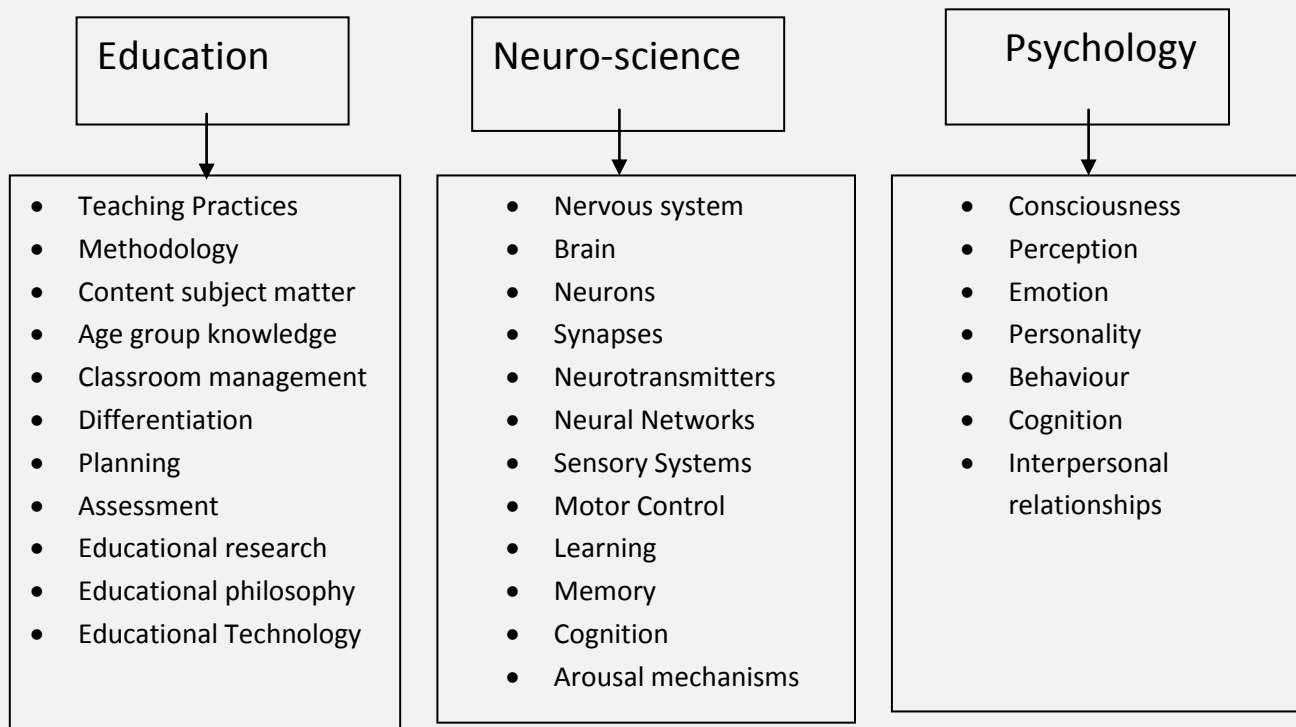 Education
• Teaching Practices
• Methodology
• Content subject matter
• Age group knowledge
• Classroom management
• Differentiation
• Planning
• Assessment
• Educational research
• Educational philosophy
• Educational Technology
Neuro-science
• Nervous system
• Brain
• Neurons
• Synapses
• Neurotransmitters
• Neural Networks
• Sensory Systems
• Motor Control
• Learning
• Memory
• Cognition
• Arousal mechanisms
Psychology
• Consciousness
• Perception
• Emotion
• Personality
• Behaviour
• Cognition
• Interpersonal
relationships